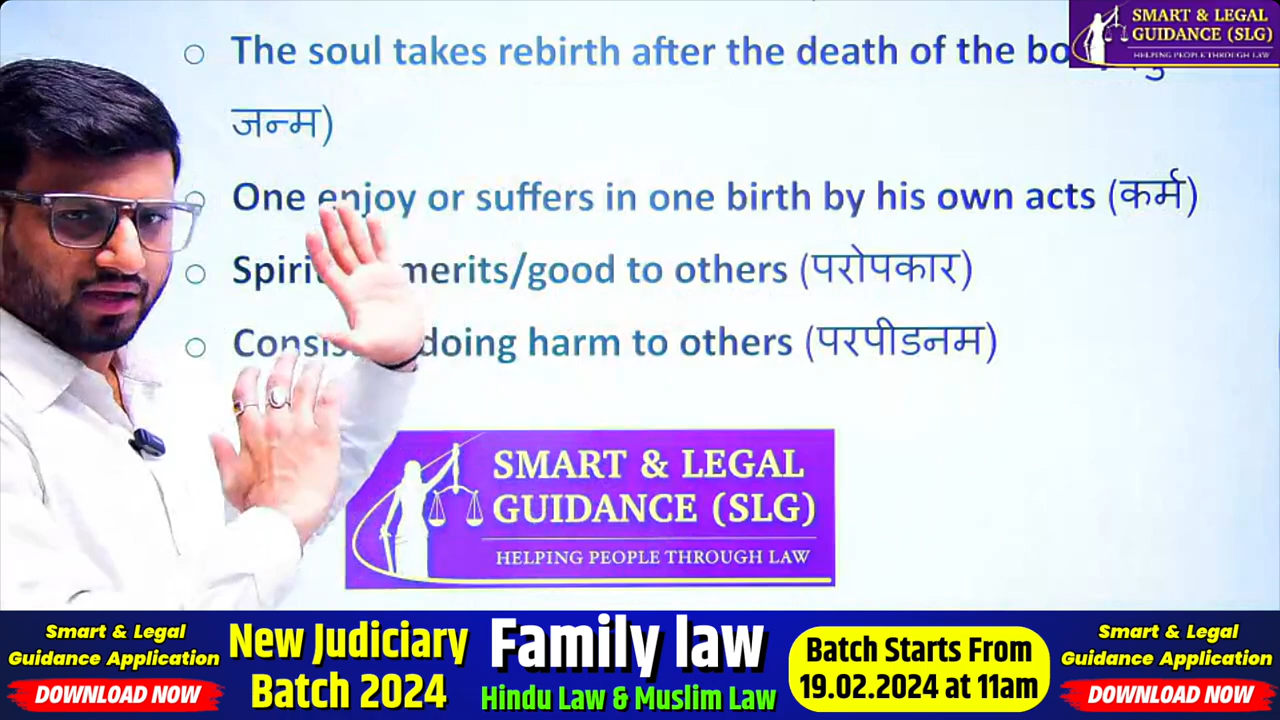 SMART & LEGAL
GUIDANCE (SLG)
HELPING PEOPLE THROUGH LAW
The soul takes rebirth after the death of the
जन्म)
One enjoy or suffers in one birth by his own acts (कर्म)
merits/good to others (परोपकार)
doing harm to others (परपीडनम)
SMART & LEGAL
GUIDANCE (SLG)
HELPING PEOPLE THROUGH LAW
Smart & Legal
Guidance Application
DOWNLOAD NOW
New Judiciary
Batch 2024
Family law
Hindu Law & Muslim Law
Batch Starts From
19.02.2024 at 11am
Smart & Legal
Guidance Application
DOWNLOAD NOW